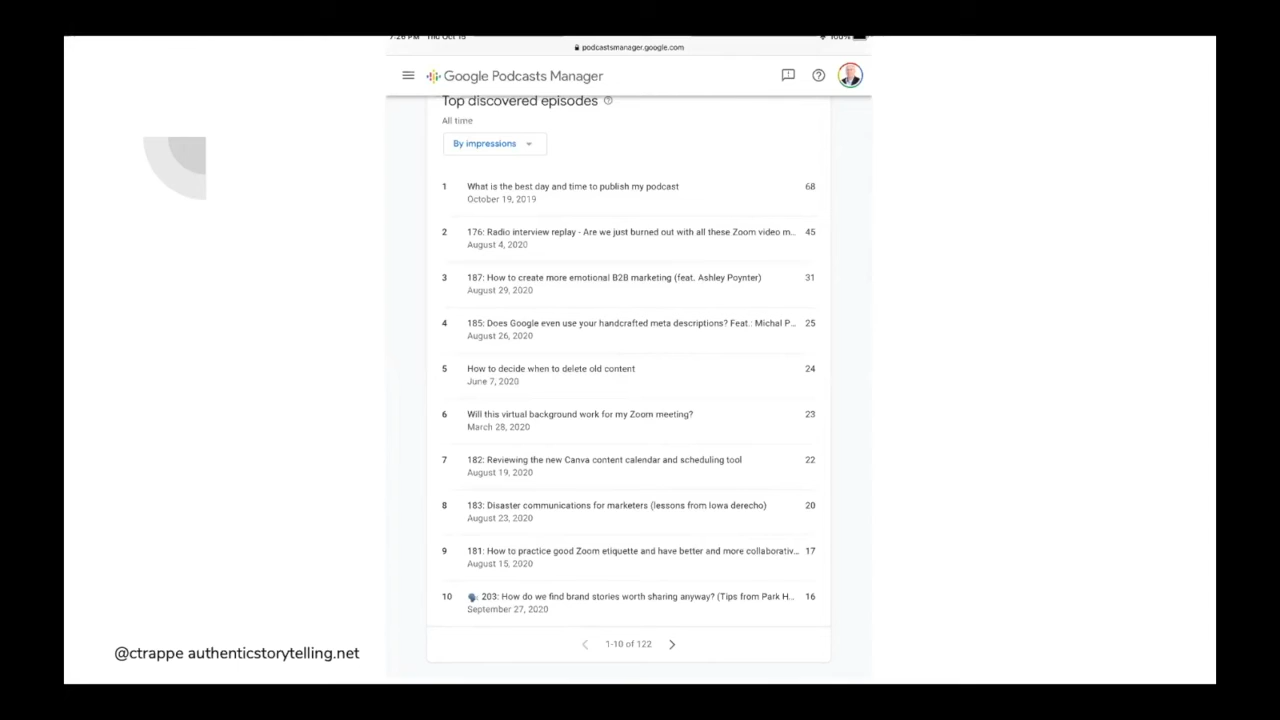 7:26 PM Thu Oct 15 100%
podcastsmanager.google.com
Google Podcasts Manager
Top discovered episodes
All time
By impressions
1 What is the best day and time to publish my podcast 68
October 19, 2019
2 176: Radio interview replay - Are we just burned out with all these Zoom video m... 45
August 4, 2020
3 187: How to create more emotional B2B marketing (feat. Ashley Poynter) 31
August 29, 2020
4 185: Does Google even use your handcrafted meta descriptions? Feat.: Michal P... 25
August 26, 2020
5 How to decide when to delete old content 24
June 7, 2020
6 Will this virtual background work for my Zoom meeting? 23
March 28, 2020
7 182: Reviewing the new Canva content calendar and scheduling tool 22
August 19, 2020
8 183: Disaster communications for marketers (lessons from Iowa derecho) 20
August 23, 2020
9 181: How to practice good Zoom etiquette and have better and more collaborativ... 17
August 15, 2020
10 203: How do we find brand stories worth sharing anyway? (Tips from Park H... 16
September 27, 2020
1-10 of 122
@ctrappe authenticstorytelling.net